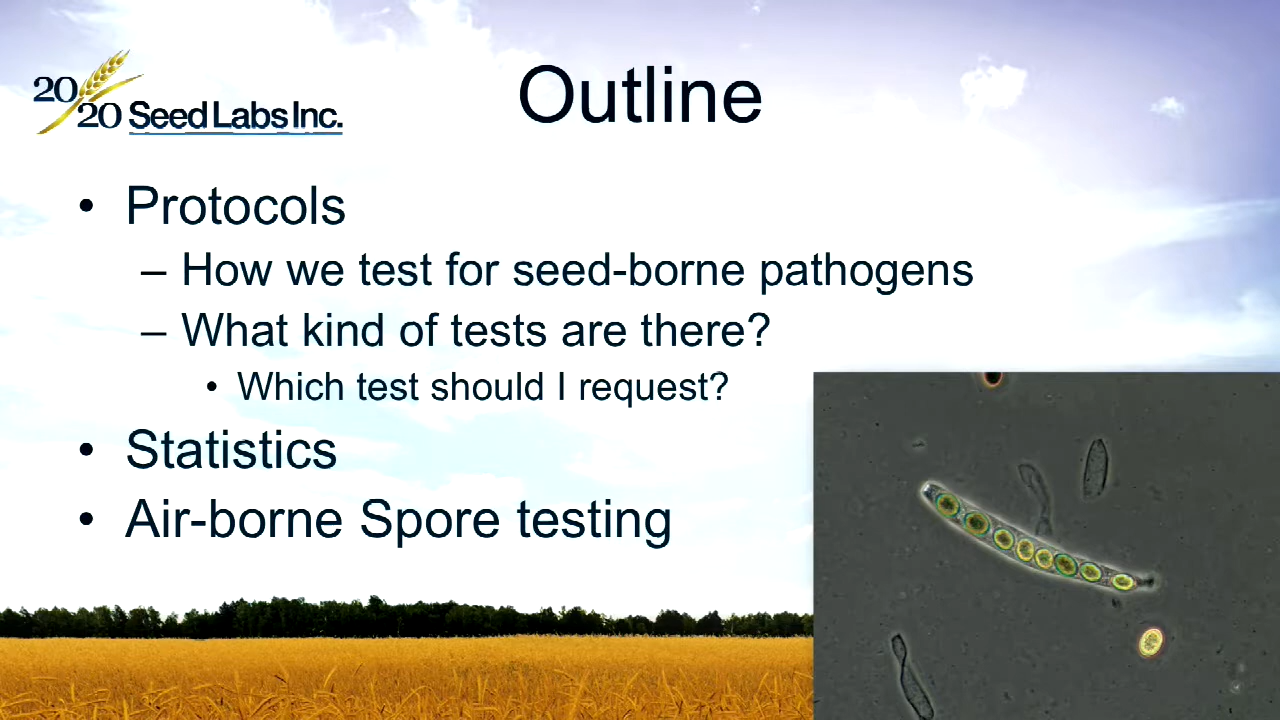 20/20 Seed Labs Inc.
Outline
• Protocols
– How we test for seed-borne pathogens
– What kind of tests are there?
• Which test should I request?
• Statistics
• Air-borne Spore testing